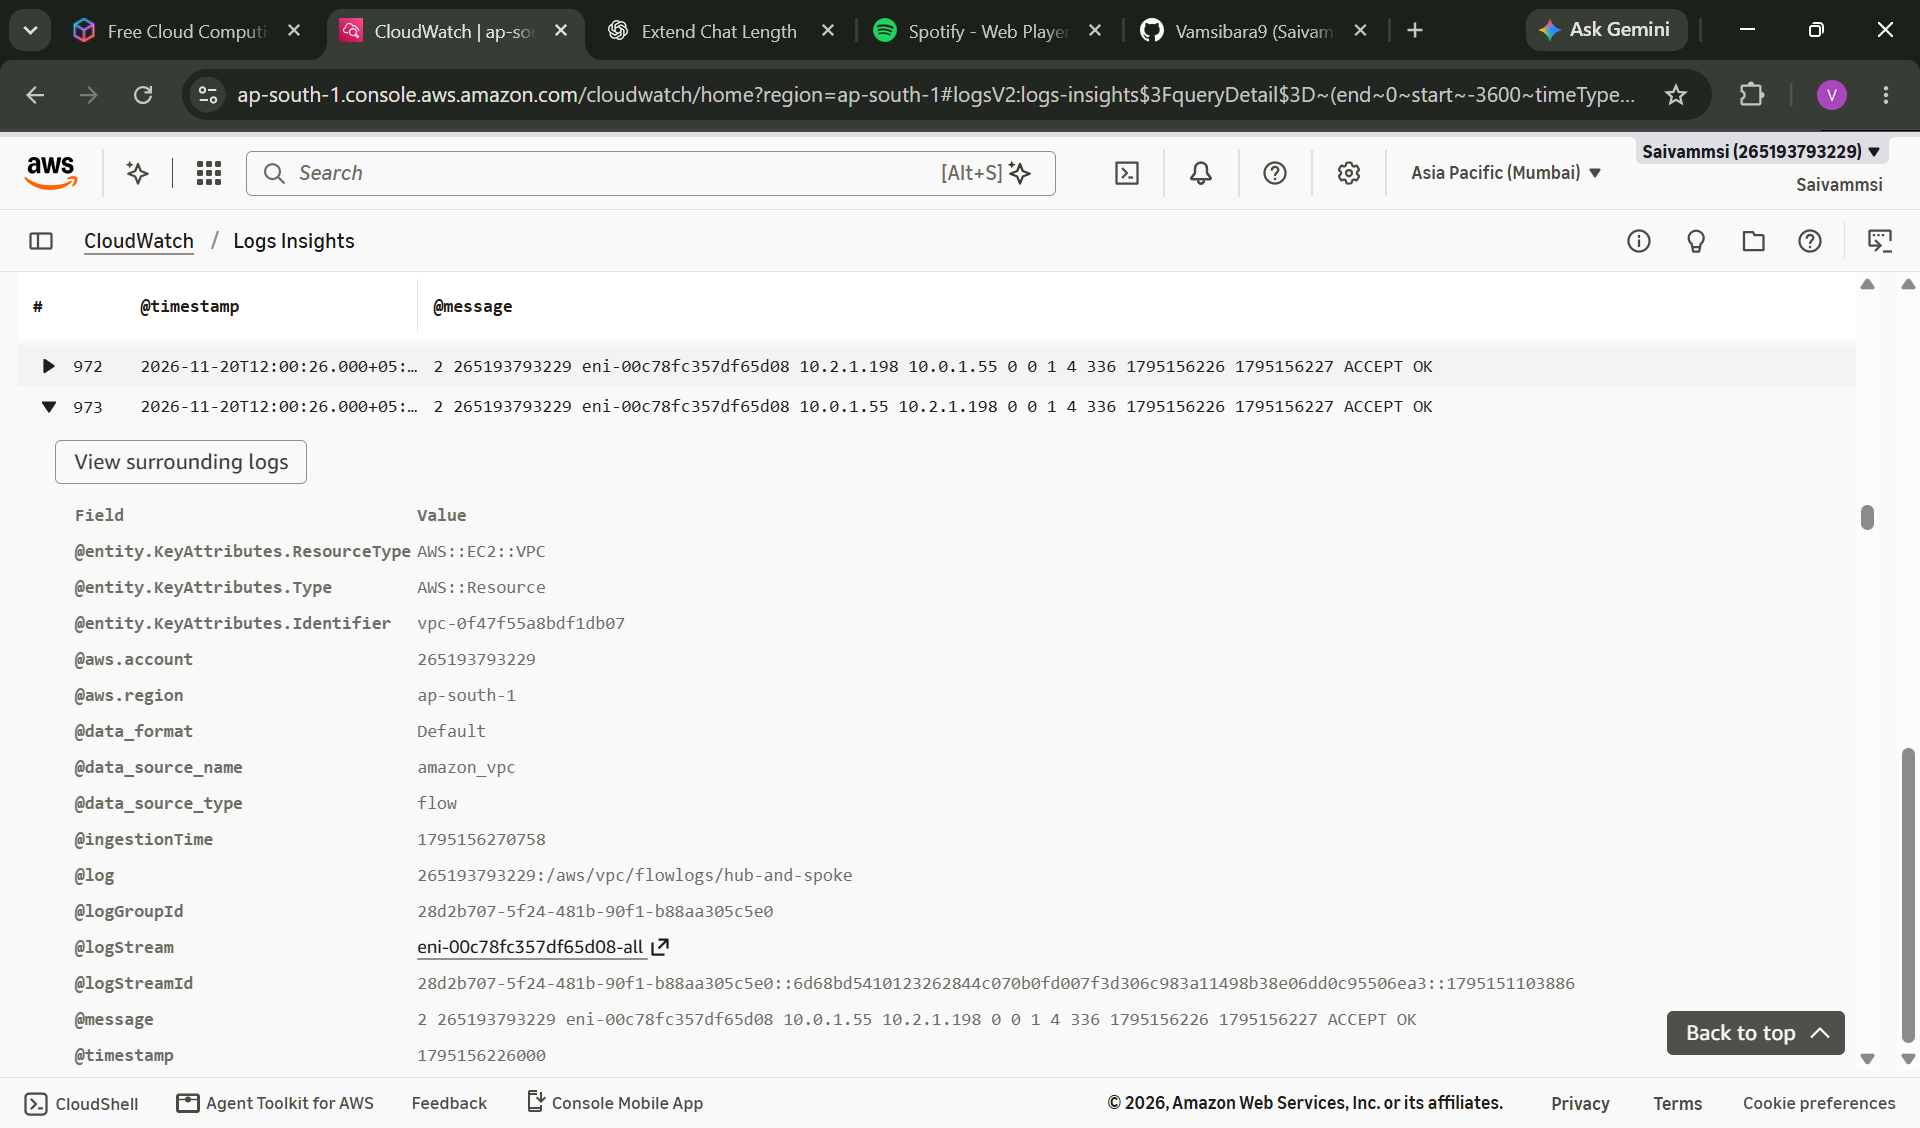 Free Cloud Computi
CloudWatch | ap-sou
Extend Chat Length
Spotify - Web Player
Vamsibara9 (Saivam
Ask Gemini
ap-south-1.console.aws.amazon.com/cloudwatch/home?region=ap-south-1#logsV2:logs-insights$3FqueryDetail$3D~(end~0~start~-3600~timeType...
V
aws
Search
[Alt+S]
Asia Pacific (Mumbai)
Saivammsi (265193793229)
Saivammsi
CloudWatch / Logs Insights
# @timestamp @message
972 2026-11-20T12:00:26.000+05:... 2 265193793229 eni-00c78fc357df65d08 10.2.1.198 10.0.1.55 0 0 1 4 336 1795156226 1795156227 ACCEPT OK
973 2026-11-20T12:00:26.000+05:... 2 265193793229 eni-00c78fc357df65d08 10.0.1.55 10.2.1.198 0 0 1 4 336 1795156226 1795156227 ACCEPT OK
View surrounding logs
Field Value
@entity.KeyAttributes.ResourceType AWS::EC2::VPC
@entity.KeyAttributes.Type AWS::Resource
@entity.KeyAttributes.Identifier vpc-0f47f55a8bdf1db07
@aws.account 265193793229
@aws.region ap-south-1
@data_format Default
@data_source_name amazon_vpc
@data_source_type flow
@ingestionTime 1795156270758
@log 265193793229:/aws/vpc/flowlogs/hub-and-spoke
@logGroupId 28d2b707-5f24-481b-90f1-b88aa305c5e0
@logStream eni-00c78fc357df65d08-all
@logStreamId 28d2b707-5f24-481b-90f1-b88aa305c5e0::6d68bd5410123262844c070b0fd007f3d306c983a11498b38e06dd0c95506ea3::1795151103886
@message 2 265193793229 eni-00c78fc357df65d08 10.0.1.55 10.2.1.198 0 0 1 4 336 1795156226 1795156227 ACCEPT OK
@timestamp 1795156226000
Back to top
CloudShell
Agent Toolkit for AWS
Feedback
Console Mobile App
© 2026, Amazon Web Services, Inc. or its affiliates.
Privacy
Terms
Cookie preferences